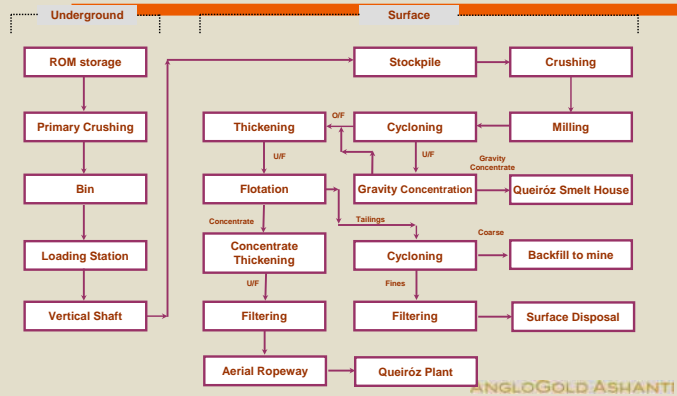 Underground
Surface
ROM storage
Stockpile
Crushing
O/F
Primary Crushing
Thickening
Cycloning
Milling
U/F
U/F
Gravity
Concentrate
Bin
Flotation
Gravity Concentration
Queiróz Smelt House
Concentrate
Tailings
Coarse
Loading Station
Concentrate
Thickening
Cycloning
Backfill to mine
U/F
Fines
Vertical Shaft
Filtering
Filtering
Surface Disposal
Aerial Ropeway
Queiróz Plant
ANGLOGOLD ASHANTI